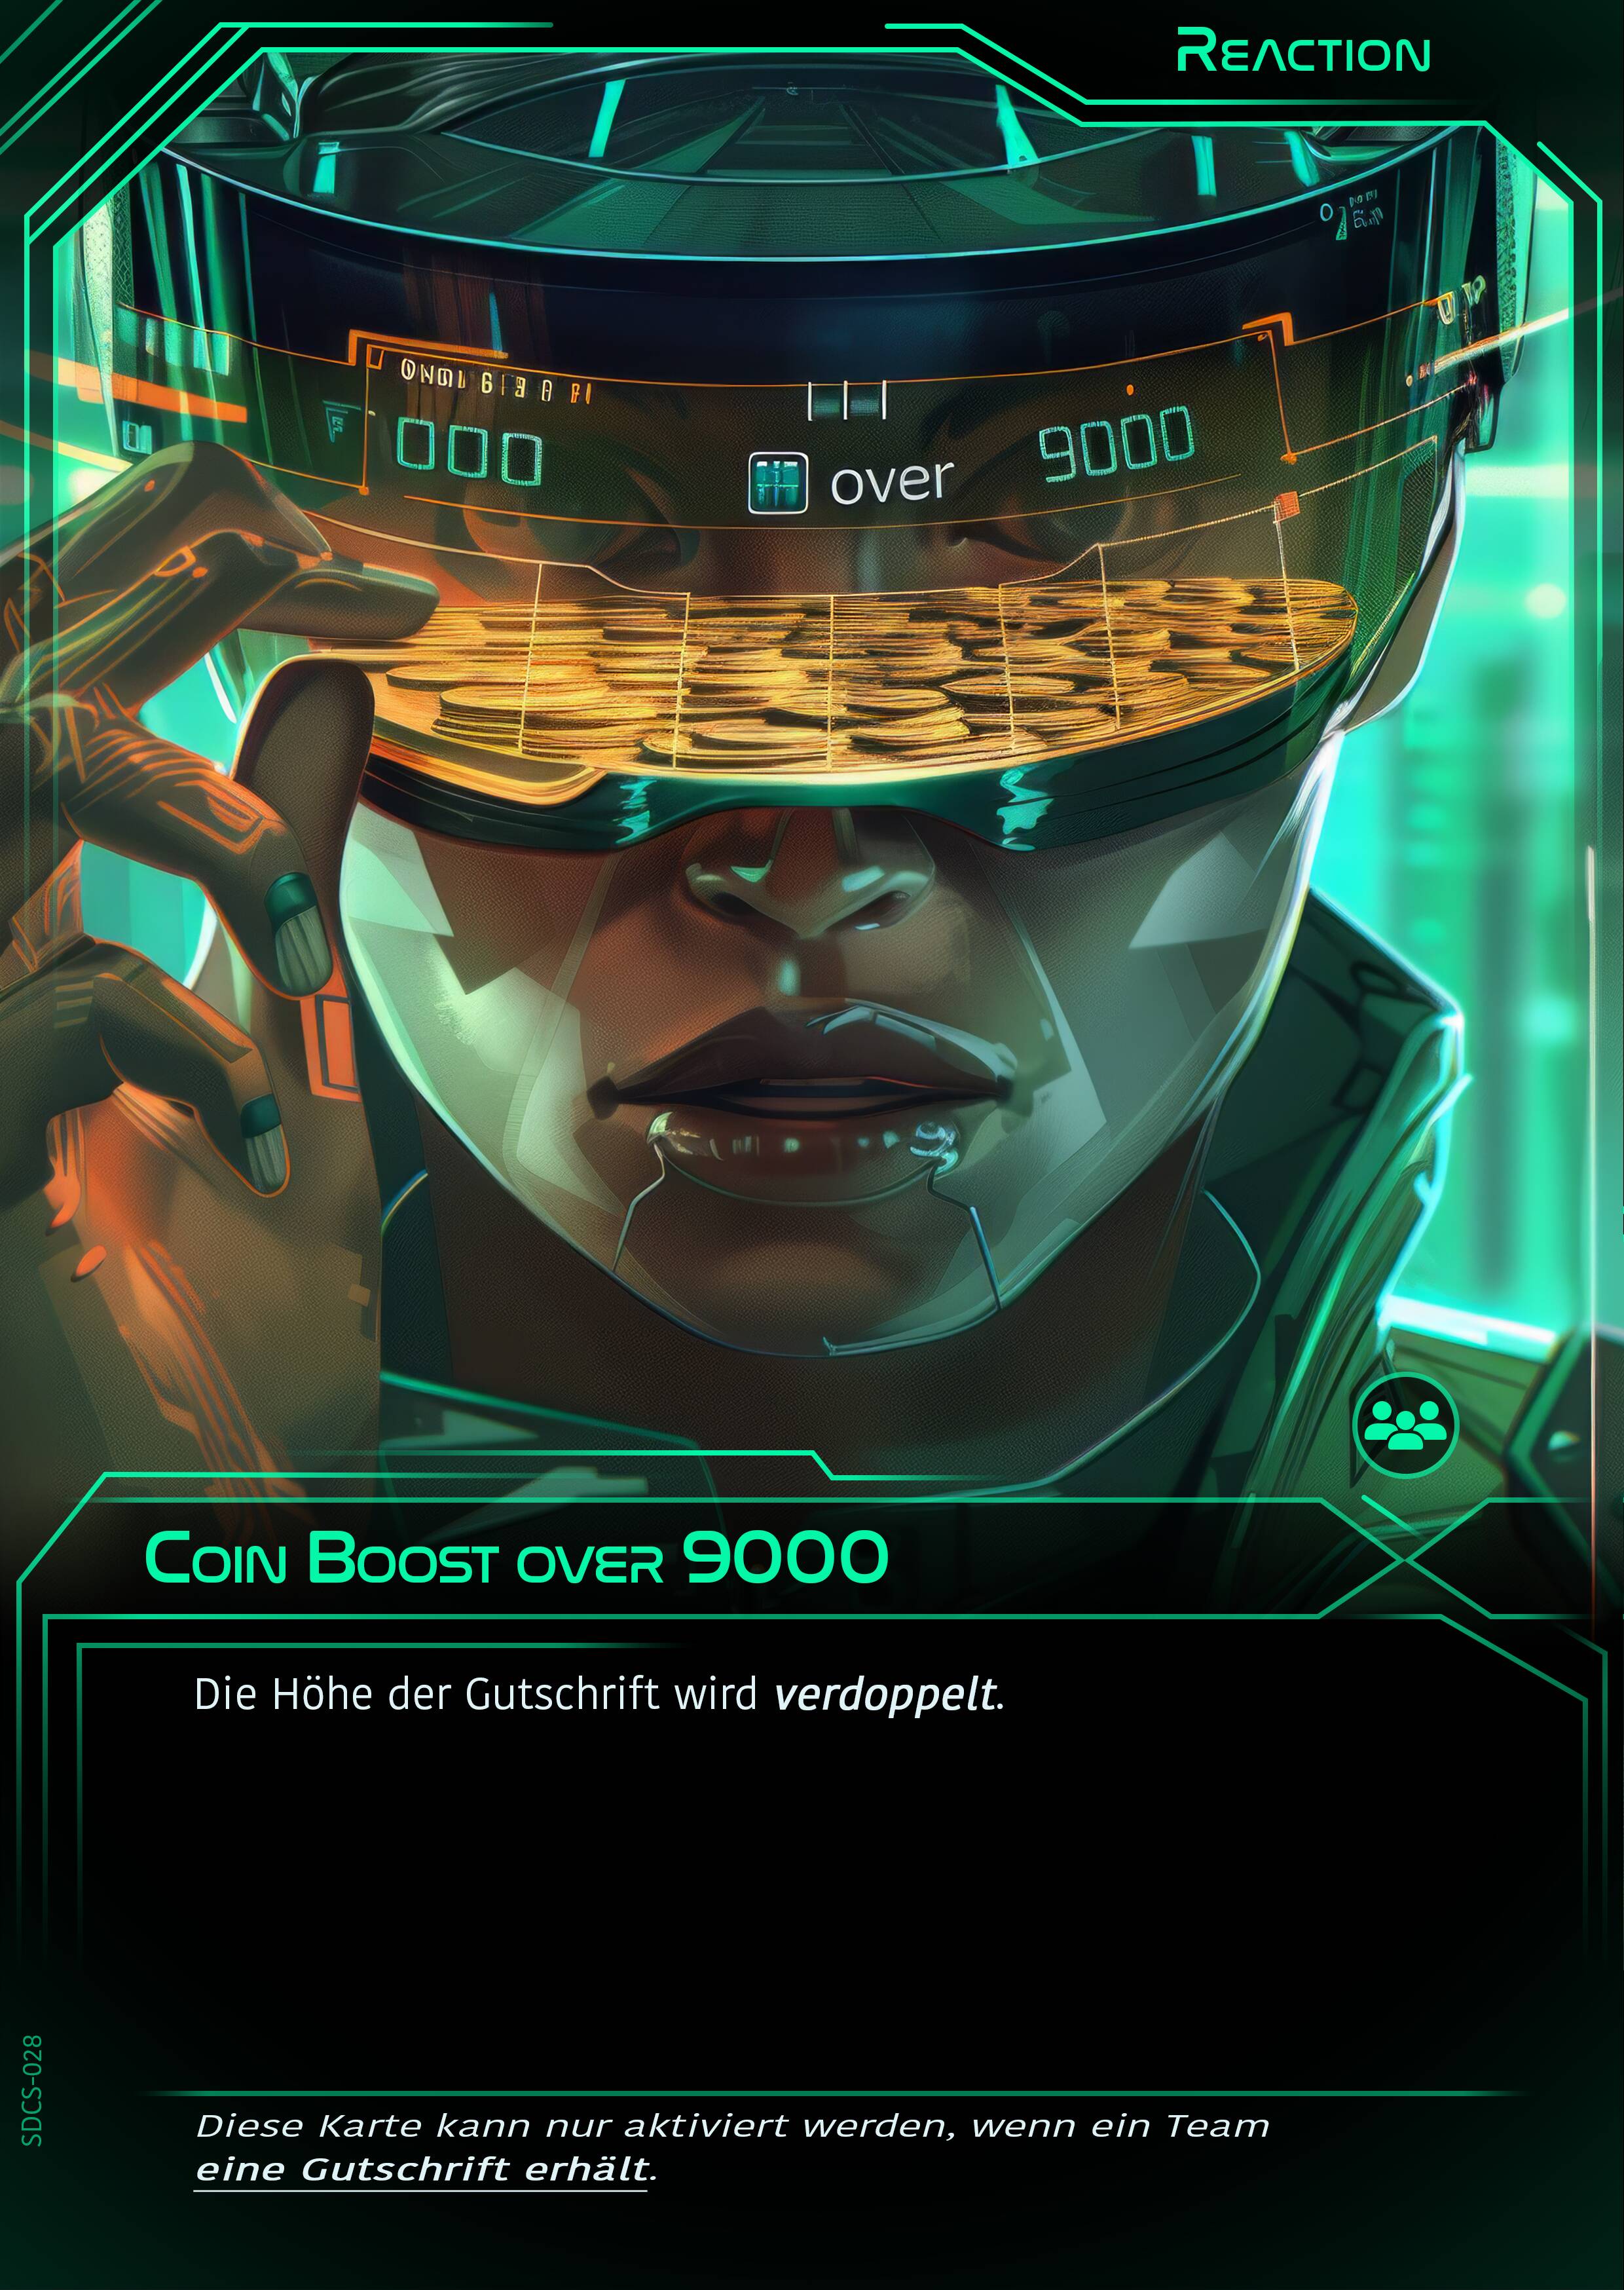 Reaction
000
over
9000
Coin Boost over 9000
Die Höhe der Gutschrift wird verdoppelt.
SDCS-028
Diese Karte kann nur aktiviert werden, wenn ein Team
eine Gutschrift erhält.